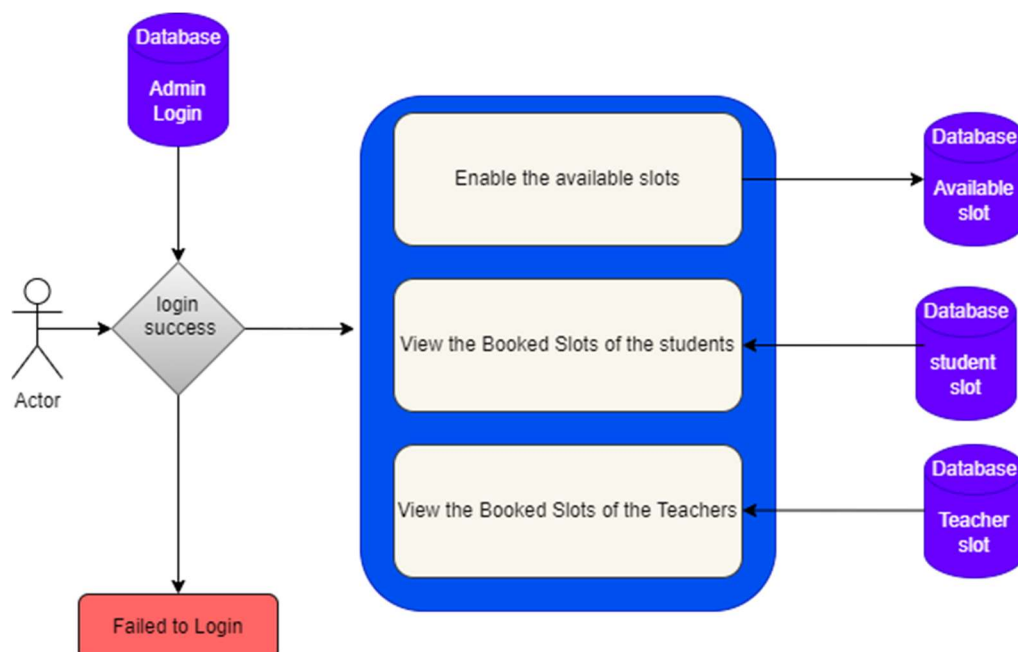 Database
Admin
Login
Enable the available slots
Database
Available
slot
login
success
Actor
View the Booked Slots of the students
Database
student
slot
View the Booked Slots of the Teachers
Database
Teacher
slot
Failed to Login